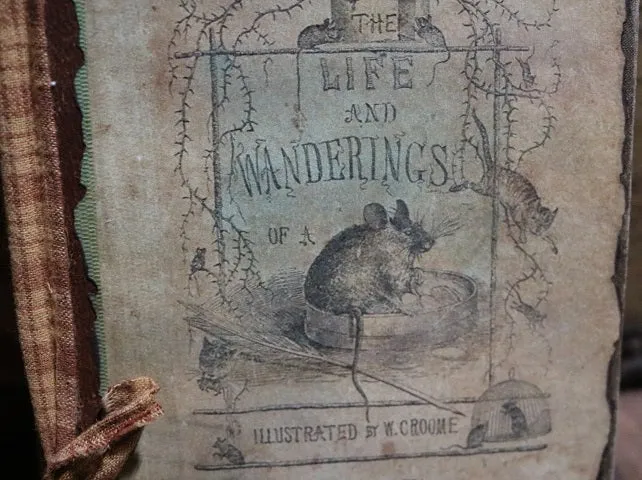 THE
LIFE
AND
WANDERINGS
OF A
ILLUSTRATED BY W. CROOME